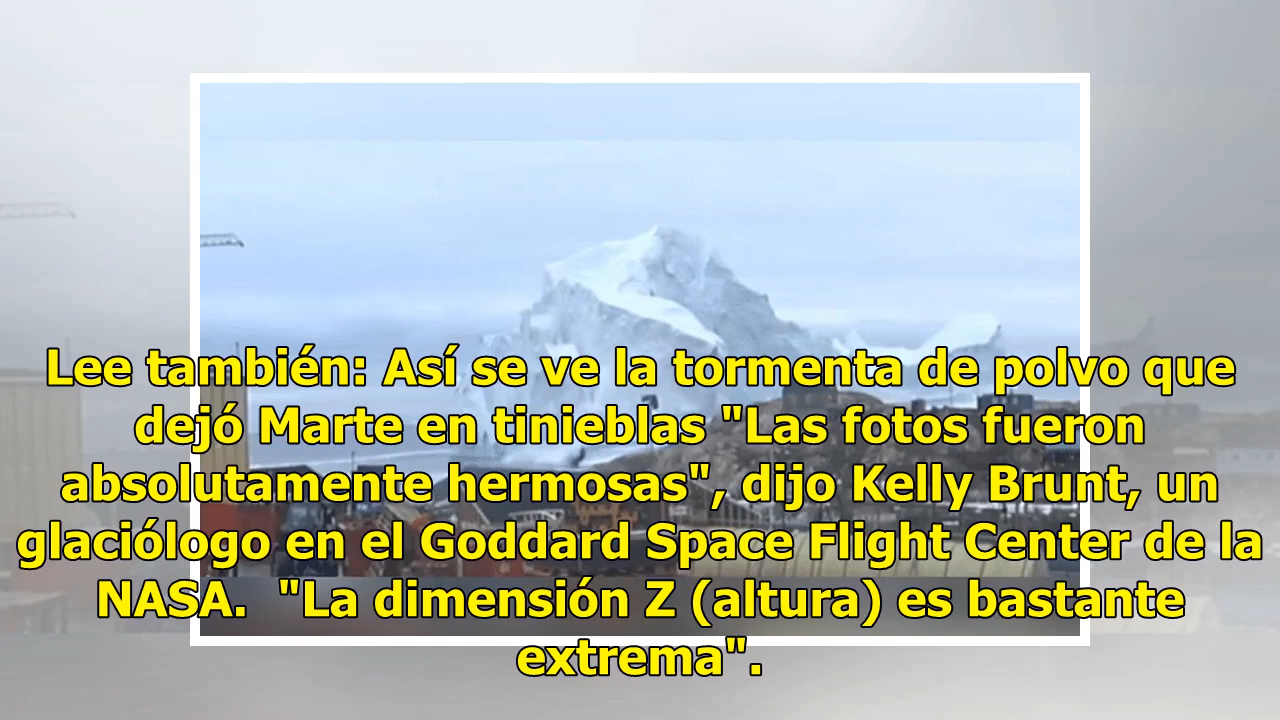 Lee también: Así se ve la tormenta de polvo que
dejó Marte en tinieblas "Las fotos fueron
absolutamente hermosas", dijo Kelly Brunt, un
glaciólogo en el Goddard Space Flight Center de la
NASA.  "La dimensión Z (altura) es bastante
extrema".